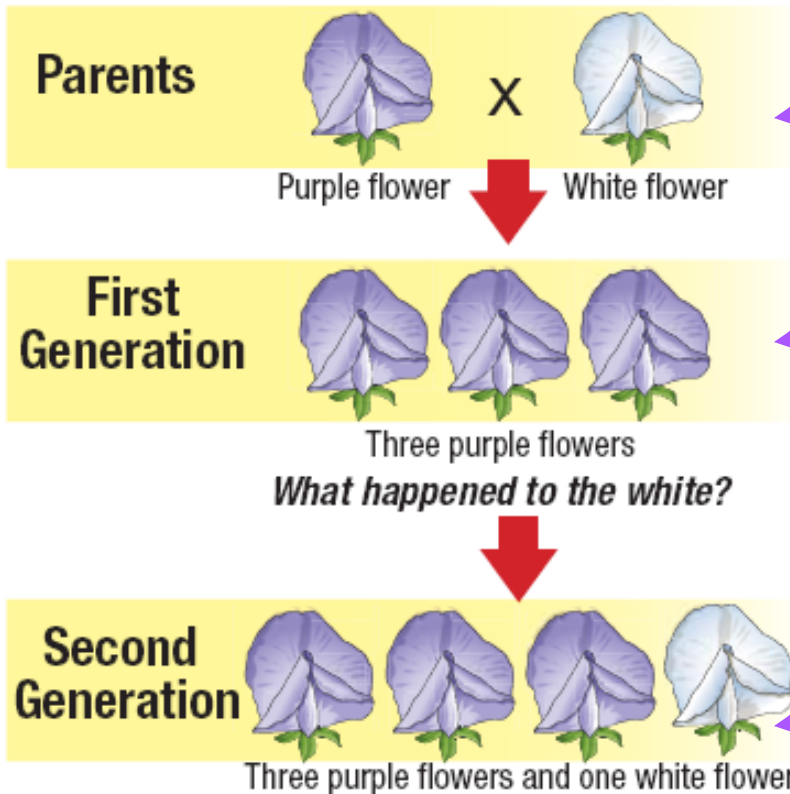 Parents
X
Purple flower
White flower
First
Generation
Three purple flowers
What happened to the white?
Second
Generation
Three purple flowers and one white flower